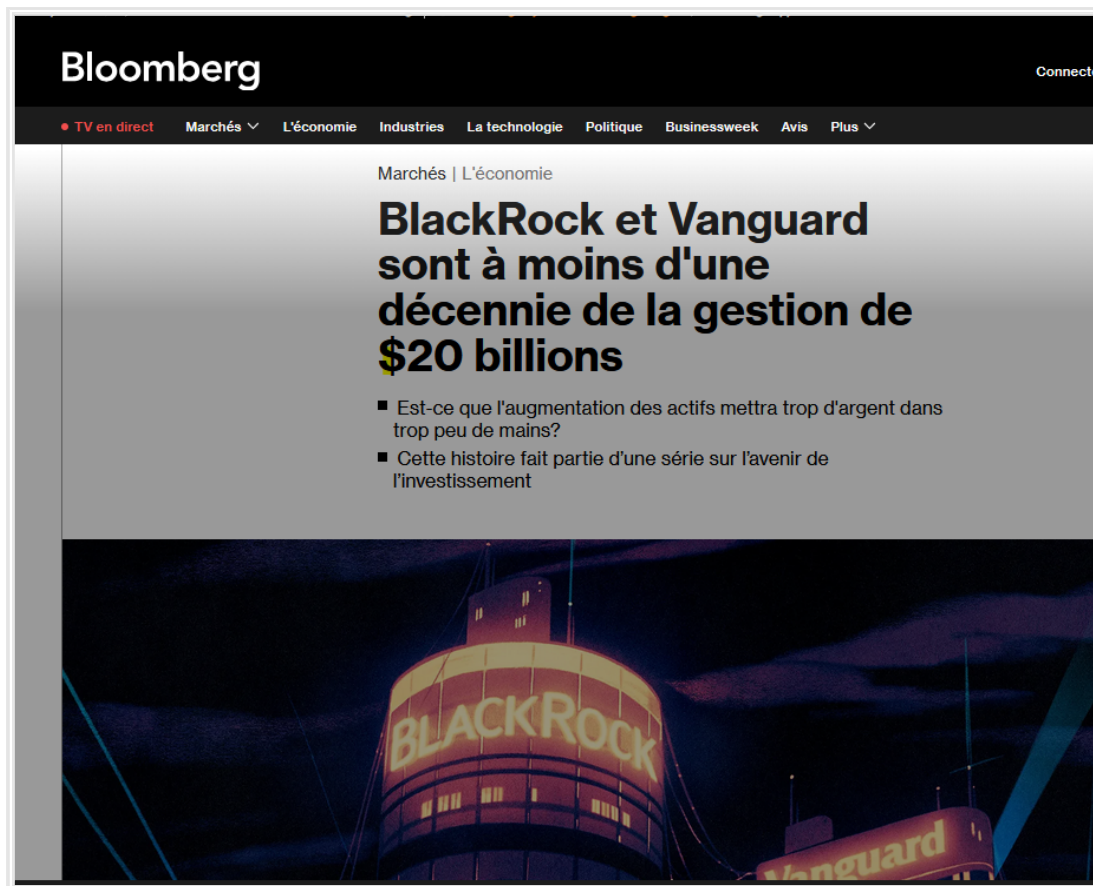 Bloomberg
Connect
TV en direct Marchés L'économie Industries La technologie Politique Businessweek Avis Plus
Marchés | L'économie
BlackRock et Vanguard
sont à moins d'une
décennie de la gestion de
$20 billions
Est-ce que l'augmentation des actifs mettra trop d'argent dans
trop peu de mains?
Cette histoire fait partie d’une série sur l’avenir de
l’investissement
BLACKROCK
Vanguard